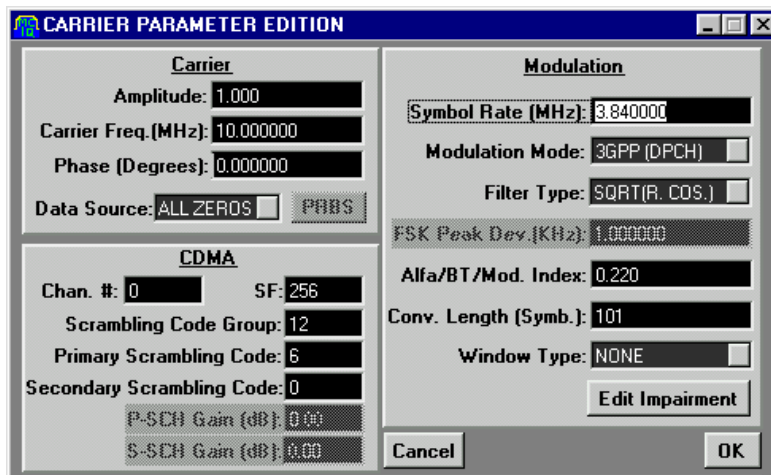 CARRIER PARAMETER EDITION
Carrier
Amplitude: 1.000
Carrier Freq.(MHz): 10.000000
Phase (Degrees): 0.000000
Data Source: ALL ZEROS PRBS
CDMA
Chan. #: 0 SF: 256
Scrambling Code Group: 12
Primary Scrambling Code: 6
Secondary Scrambling Code: 0
P-SCH Gain (dB): 0.00
S-SCH Gain (dB): 0.00
Modulation
Symbol Rate (MHz): 3.840000
Modulation Mode: 3GPP (DPCH)
Filter Type: SQRT(R. COS.)
FSK Peak Dev.(KHz): 1.000000
Alfa/BT/Mod. Index: 0.220
Conv. Length (Symb.): 101
Window Type: NONE
Edit Impairment
Cancel
OK